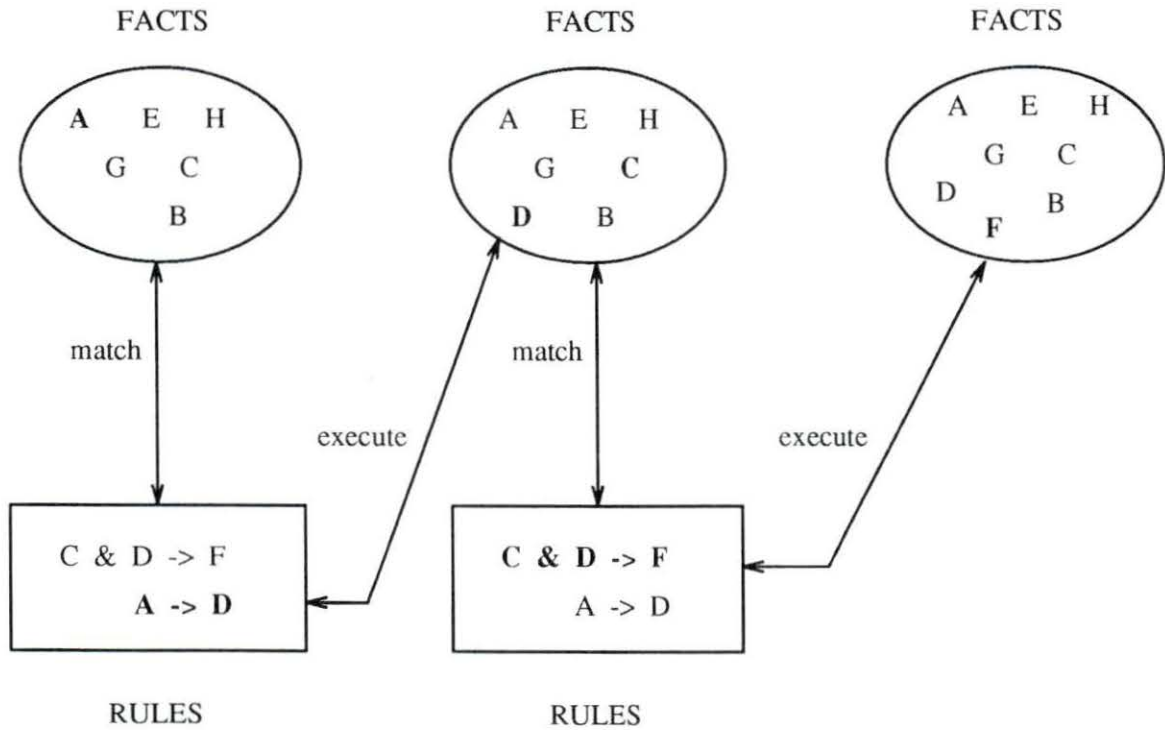 FACTS
FACTS
FACTS
A E H
G C
B
A E H
G C
D B
A E H
G C
D B
F
match
match
execute
execute
C & D -> F
A -> D
C & D -> F
A -> D
RULES
RULES